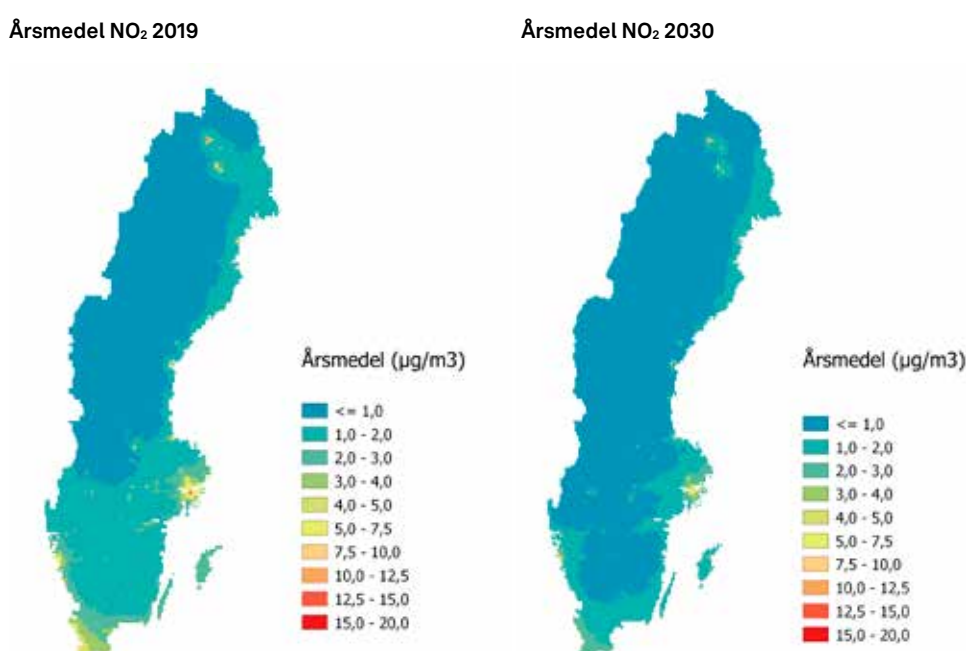 Årsmedel NO₂ 2019
Årsmedel NO₂ 2030
Årsmedel (µg/m3)
<= 1,0
1,0 - 2,0
2,0 - 3,0
3,0 - 4,0
4,0 - 5,0
5,0 - 7,5
7,5 - 10,0
10,0 - 12,5
12,5 - 15,0
15,0 - 20,0
Årsmedel (µg/m3)
<= 1,0
1,0 - 2,0
2,0 - 3,0
3,0 - 4,0
4,0 - 5,0
5,0 - 7,5
7,5 - 10,0
10,0 - 12,5
12,5 - 15,0
15,0 - 20,0